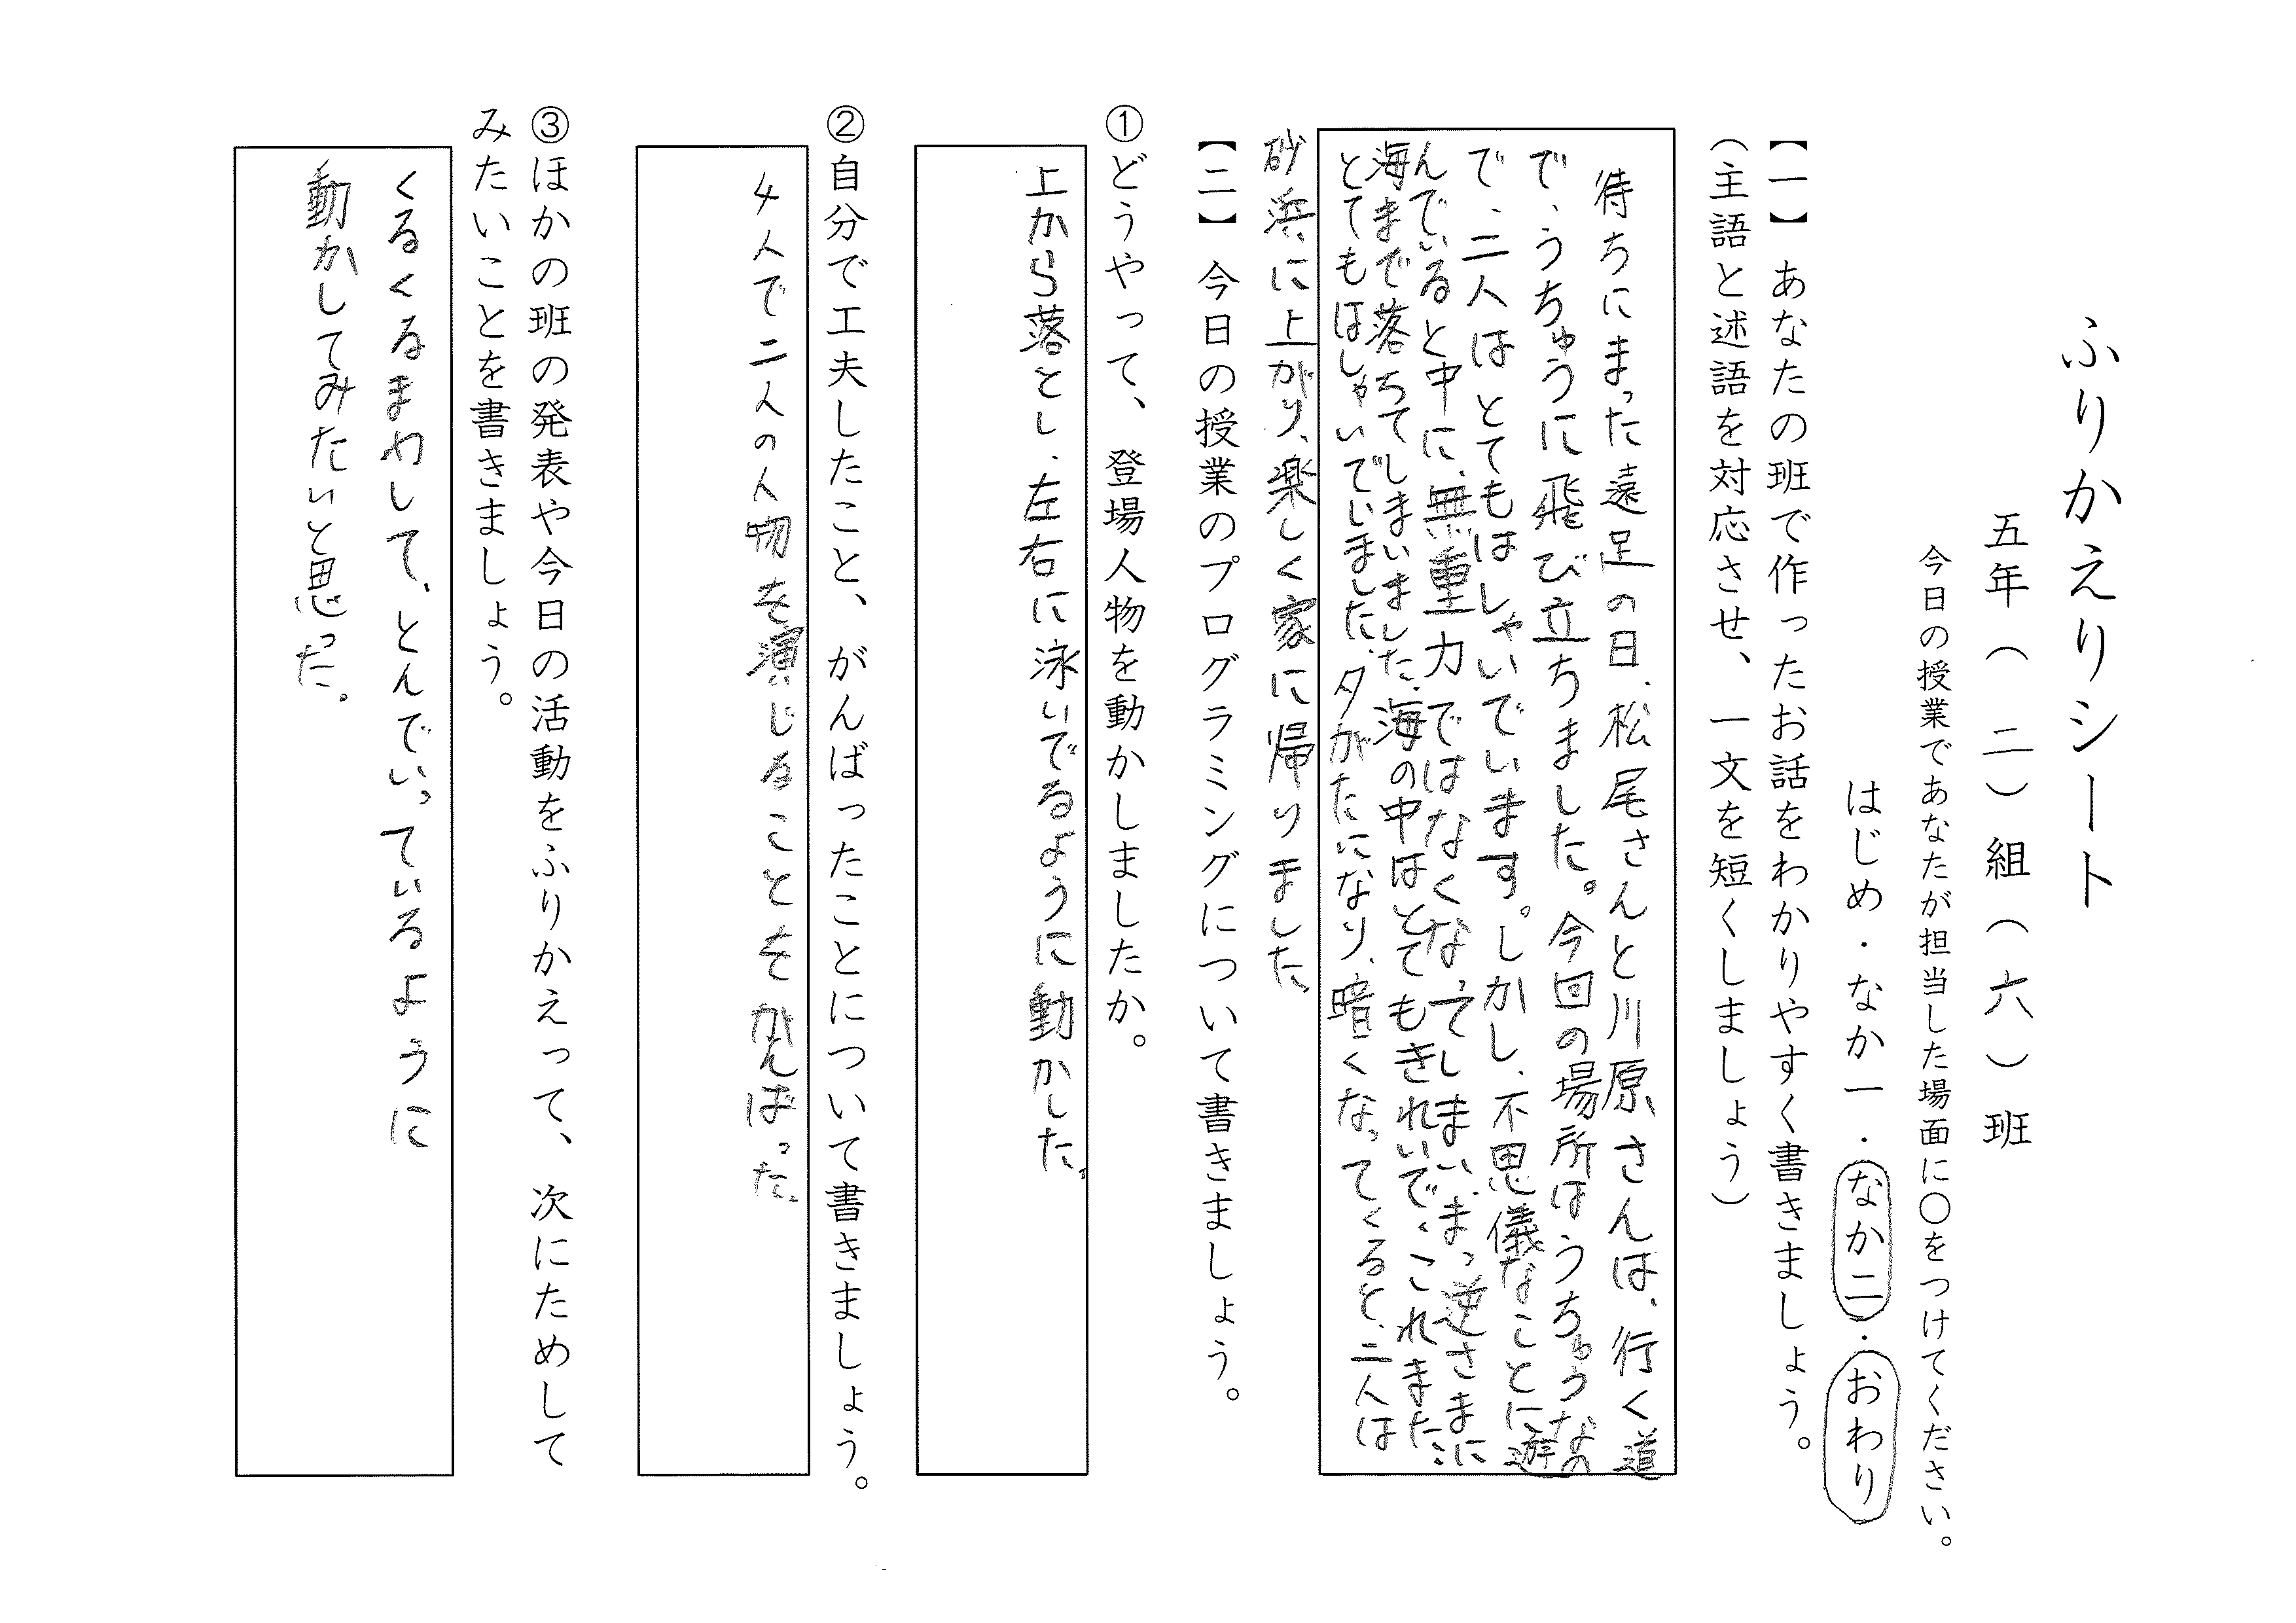 ふりかえりシート
五年（二）組（六）班
今日の授業であなたが担当した場面に〇をつけてください。
はじめ・なか一・なか二・おわり
【一】あなたの班で作ったお話をわかりやすく書きましょう。
（主語と述語を対応させ、一文を短くしましょう）
待ちにまった遠足の日、松尾さんと川原さんは、行く道
で、うちゅうに飛び立ちました。今回の場所はうちゅうなの
で、二人はとてもはしゃいでいます。しかし、不思儀なことに遊
んでいると中に、無重力ではなくなってしまい、まっ逆さまに
海まで落ちてしまいました。海の中はとてもきれいで、これまた、
とてもはしゃいでいました。夕がたになり、暗くなってくると、二人は
砂浜に上がり、楽しく家に帰りました。
【二】今日の授業のプログラミングについて書きましょう。
①どうやって、登場人物を動かしましたか。
上から落とし、左右に泳いでるように動かした。
②自分で工夫したこと、がんばったことについて書きましょう。
4人で二人の人物を演じることをがんばった。
③ほかの班の発表や今日の活動をふりかえって、次にためして
みたいことを書きましょう。
くるくるまわして、とんでいっているように
動かしてみたいと思った。